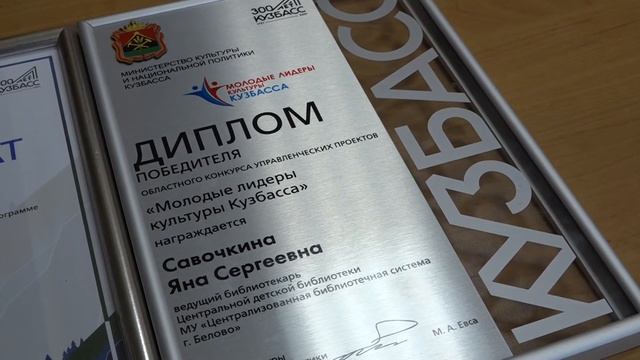 300 КУЗБАСС
МИНИСТЕРСТВО КУЛЬТУРЫ
И НАЦИОНАЛЬНОЙ ПОЛИТИКИ
КУЗБАССА
МОЛОДЫЕ ЛИДЕРЫ
КУЛЬТУРЫ
КУЗБАССА
ДИПЛОМ
ПОБЕДИТЕЛЯ
ОБЛАСТНОГО КОНКУРСА УПРАВЛЕНЧЕСКИХ ПРОЕКТОВ
«Молодые лидеры
культуры Кузбасса»
награждается
Савочкина
Яна Сергеевна
ведущий библиотекарь
Центральной детской библиотеки
МУ «Централизованная библиотечная система
г. Белово»
М. А. Евса
КУЗБАСС
300
КУЗБАСС
АТ